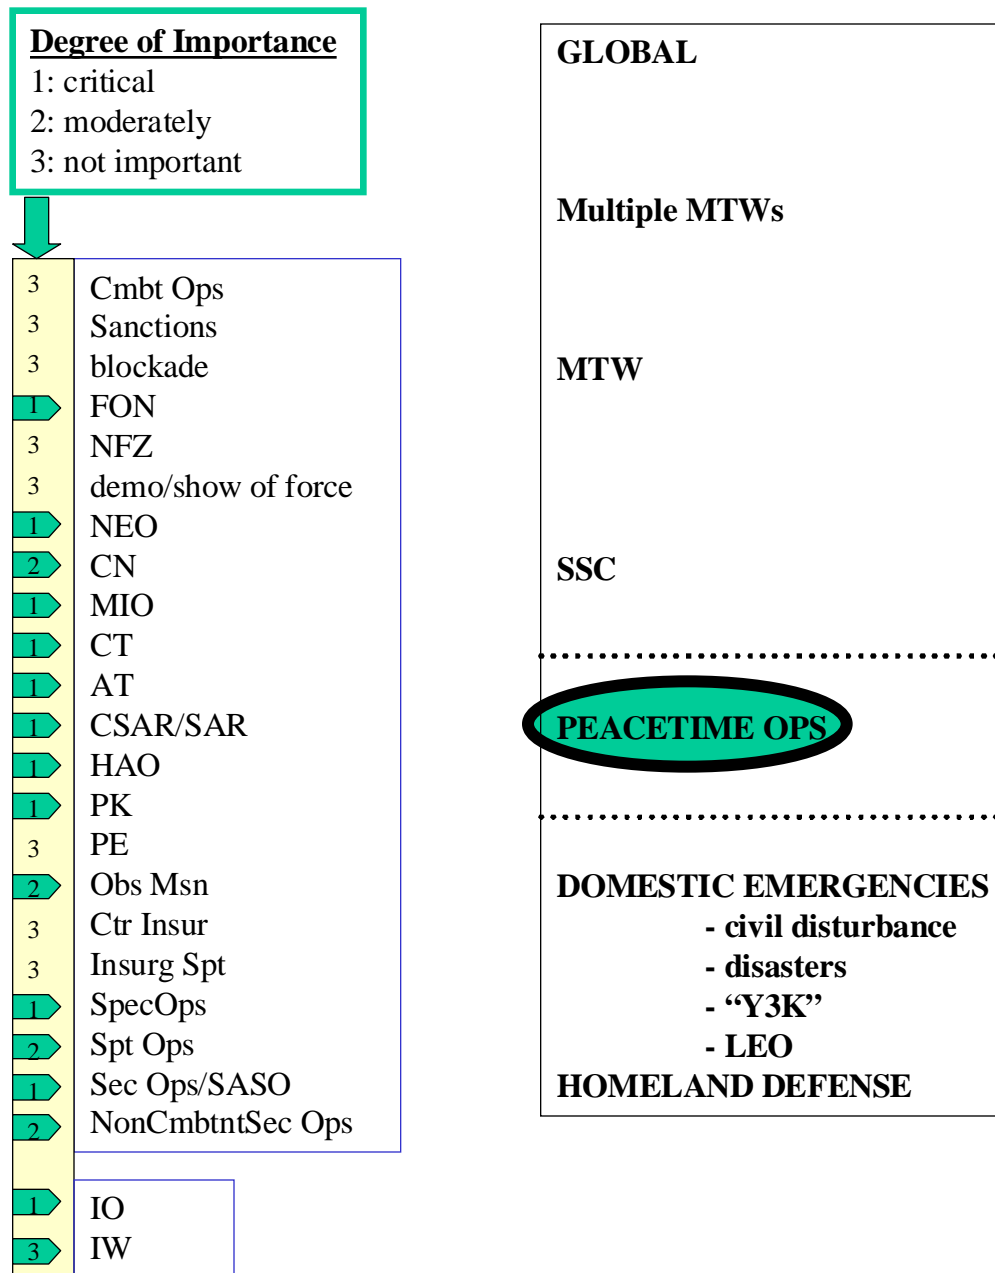 Degree of Importance
1: critical
2: moderately
3: not important
3 Cmbt Ops
3 Sanctions
3 blockade
1 FON
3 NFZ
3 demo/show of force
1 NEO
2 CN
1 MIO
1 CT
1 AT
1 CSAR/SAR
1 HAO
1 PK
3 PE
2 Obs Msn
3 Ctr Insur
3 Insurg Spt
1 SpecOps
2 Spt Ops
1 Sec Ops/SASO
2 NonCmbtntSec Ops
1 IO
3 IW
GLOBAL
Multiple MTWs
MTW
SSC
PEACETIME OPS
DOMESTIC EMERGENCIES
- civil disturbance
- disasters
- “Y3K”
- LEO
HOMELAND DEFENSE